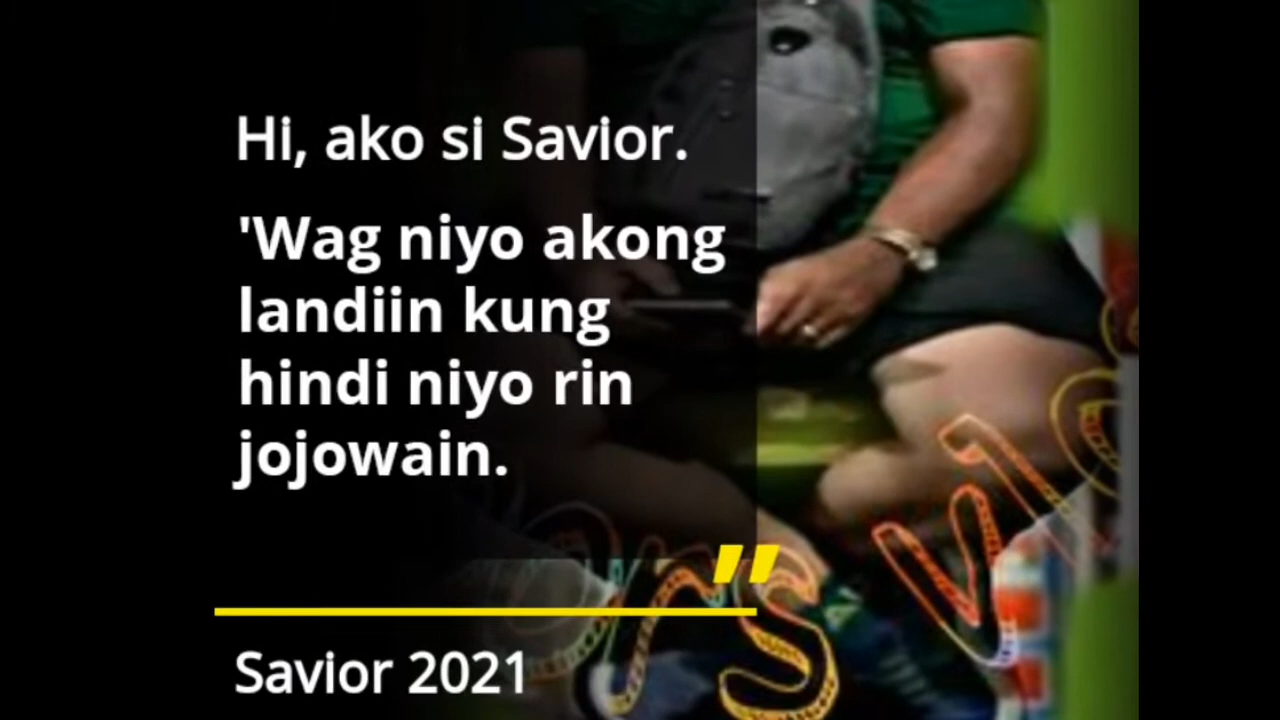 Hi, ako si Savior.
'Wag niyo akong
landiin kung
hindi niyo rin
jojowain.
"
Savior 2021